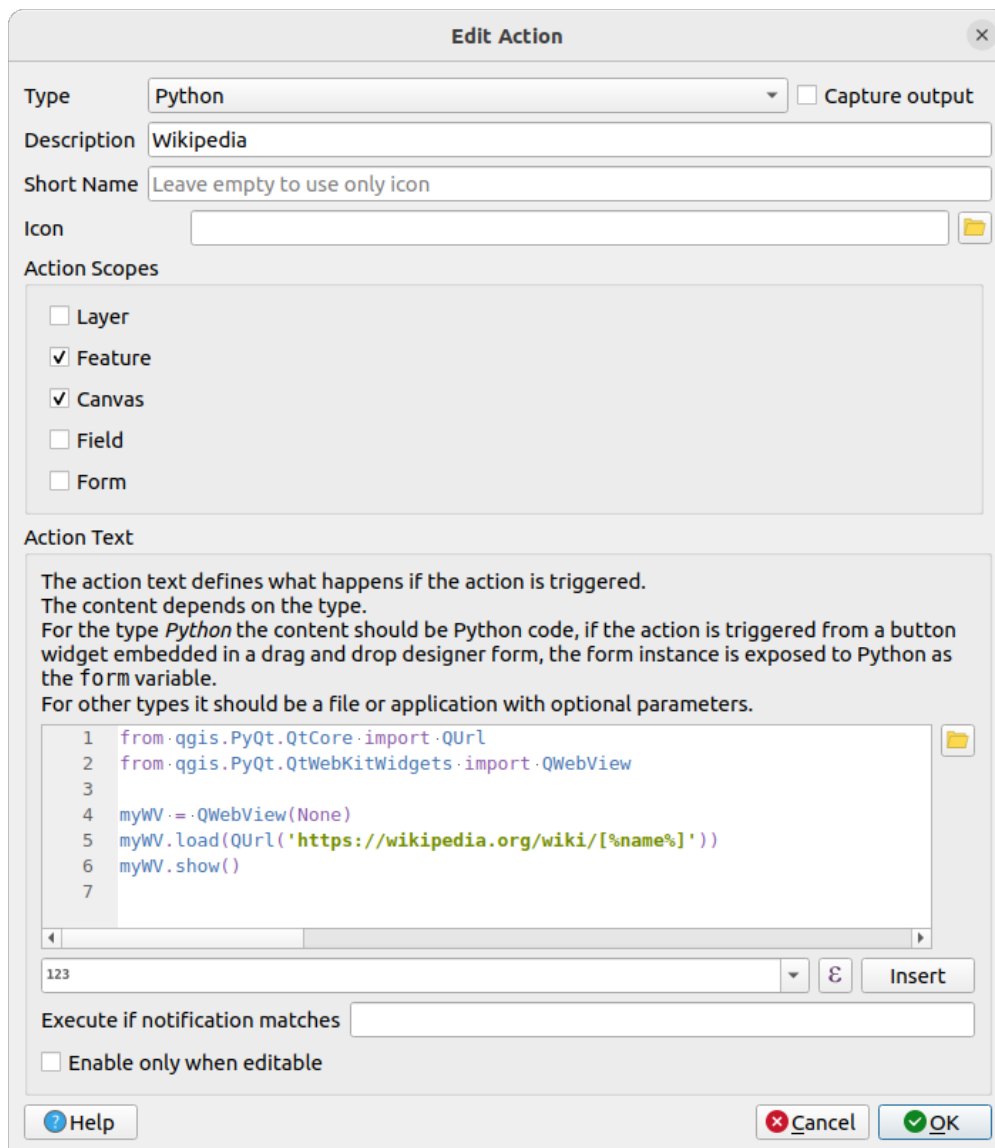 Edit Action
Type Python Capture output
Description Wikipedia
Short Name Leave empty to use only icon
Icon
Action Scopes
Layer
Feature
Canvas
Field
Form
Action Text
The action text defines what happens if the action is triggered.
The content depends on the type.
For the type Python the content should be Python code, if the action is triggered from a button
widget embedded in a drag and drop designer form, the form instance is exposed to Python as
the form variable.
For other types it should be a file or application with optional parameters.
1 from·qgis.PyQt.QtCore·import·QUrl
2 from·qgis.PyQt.QtWebKitWidgets·import·QWebView
3
4 myWV·=·QWebView(None)
5 myWV.load(QUrl('https://wikipedia.org/wiki/[%name%]'))
6 myWV.show()
7
123 ε Insert
Execute if notification matches
Enable only when editable
Help Cancel OK